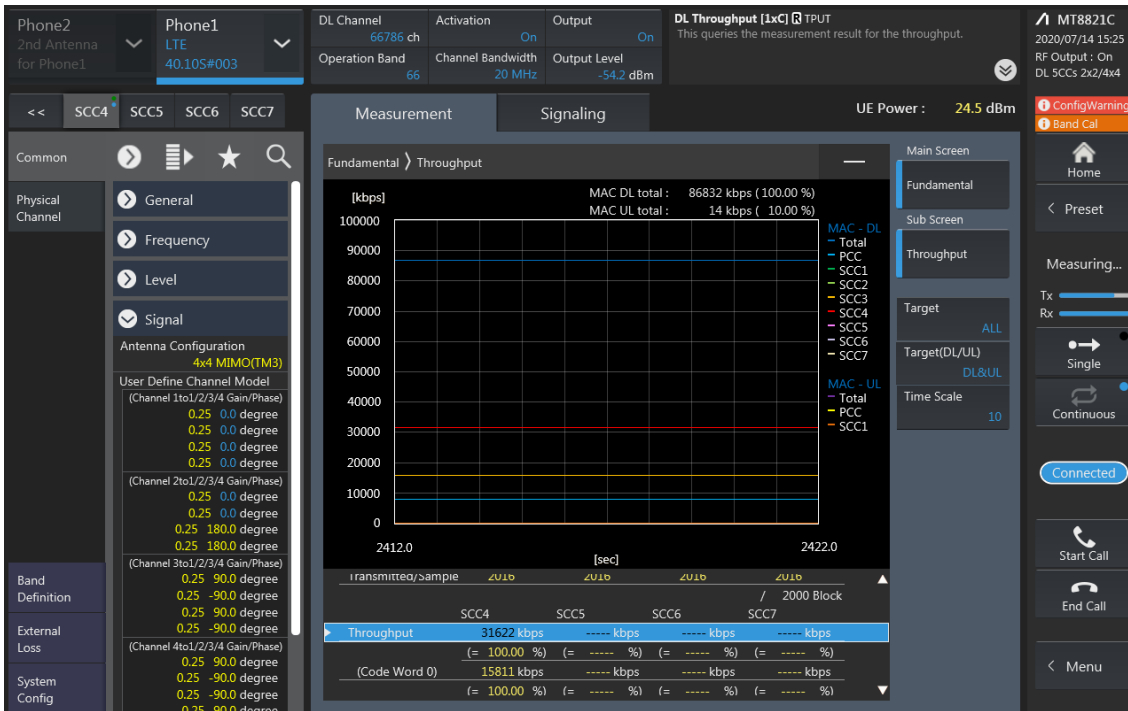 Phone2
2nd Antenna
for Phone1
Phone1
LTE
40.10S#003
DL Channel
66786 ch
Operation Band
66
Activation
On
Channel Bandwidth
20 MHz
Output
On
Output Level
-54.2 dBm
DL Throughput [1xC] R TPUT
This queries the measurement result for the throughput.
MT8821C
2020/07/14 15:25
RF Output : On
DL 5CCs 2x2/4x4
ConfigWarning
Band Cal
<< SCC4 SCC5 SCC6 SCC7
Measurement Signaling
UE Power : 24.5 dBm
Common
Physical
Channel
Band
Definition
External
Loss
System
Config
General
Frequency
Level
Signal
Antenna Configuration
4x4 MIMO(TM3)
User Define Channel Model
(Channel 1to1/2/3/4 Gain/Phase)
0.25 0.0 degree
0.25 0.0 degree
0.25 0.0 degree
0.25 0.0 degree
(Channel 2to1/2/3/4 Gain/Phase)
0.25 0.0 degree
0.25 0.0 degree
0.25 180.0 degree
0.25 180.0 degree
(Channel 3to1/2/3/4 Gain/Phase)
0.25 90.0 degree
0.25 -90.0 degree
0.25 90.0 degree
0.25 -90.0 degree
(Channel 4to1/2/3/4 Gain/Phase)
0.25 90.0 degree
0.25 -90.0 degree
0.25 -90.0 degree
0.25 90.0 degree
Fundamental ⟩ Throughput
[kbps]
MAC DL total : 86832 kbps (100.00 %)
MAC UL total : 14 kbps ( 10.00 %)
100000
90000
80000
70000
60000
50000
40000
30000
20000
10000
0
2412.0
2422.0
[sec]
MAC - DL
Total
PCC
SCC1
SCC2
SCC3
SCC4
SCC5
SCC6
SCC7
MAC - UL
Total
PCC
SCC1
Transmitted/Sample 2016 2016 2016 2016
/ 2000 Block
SCC4 SCC5 SCC6 SCC7
Throughput 31622 kbps ----- kbps ----- kbps ----- kbps
(= 100.00 %) (= ----- %) (= ----- %) (= ----- %)
(Code Word 0) 15811 kbps ----- kbps ----- kbps ----- kbps
(= 100.00 %) (= ----- %) (= ----- %) (= ----- %)
Main Screen
Fundamental
Sub Screen
Throughput
Target
ALL
Target(DL/UL)
DL&UL
Time Scale
10
Home
< Preset
Measuring...
Tx
Rx
Single
Continuous
Connected
Start Call
End Call
< Menu